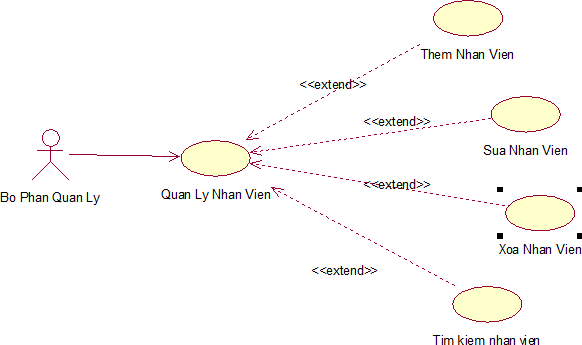 Them Nhan Vien
<<extend>>
<<extend>>
Sua Nhan Vien
Bo Phan Quan Ly
Quan Ly Nhan Vien
<<extend>>
Xoa Nhan Vien
<<extend>>
Tim kiem nhan vien